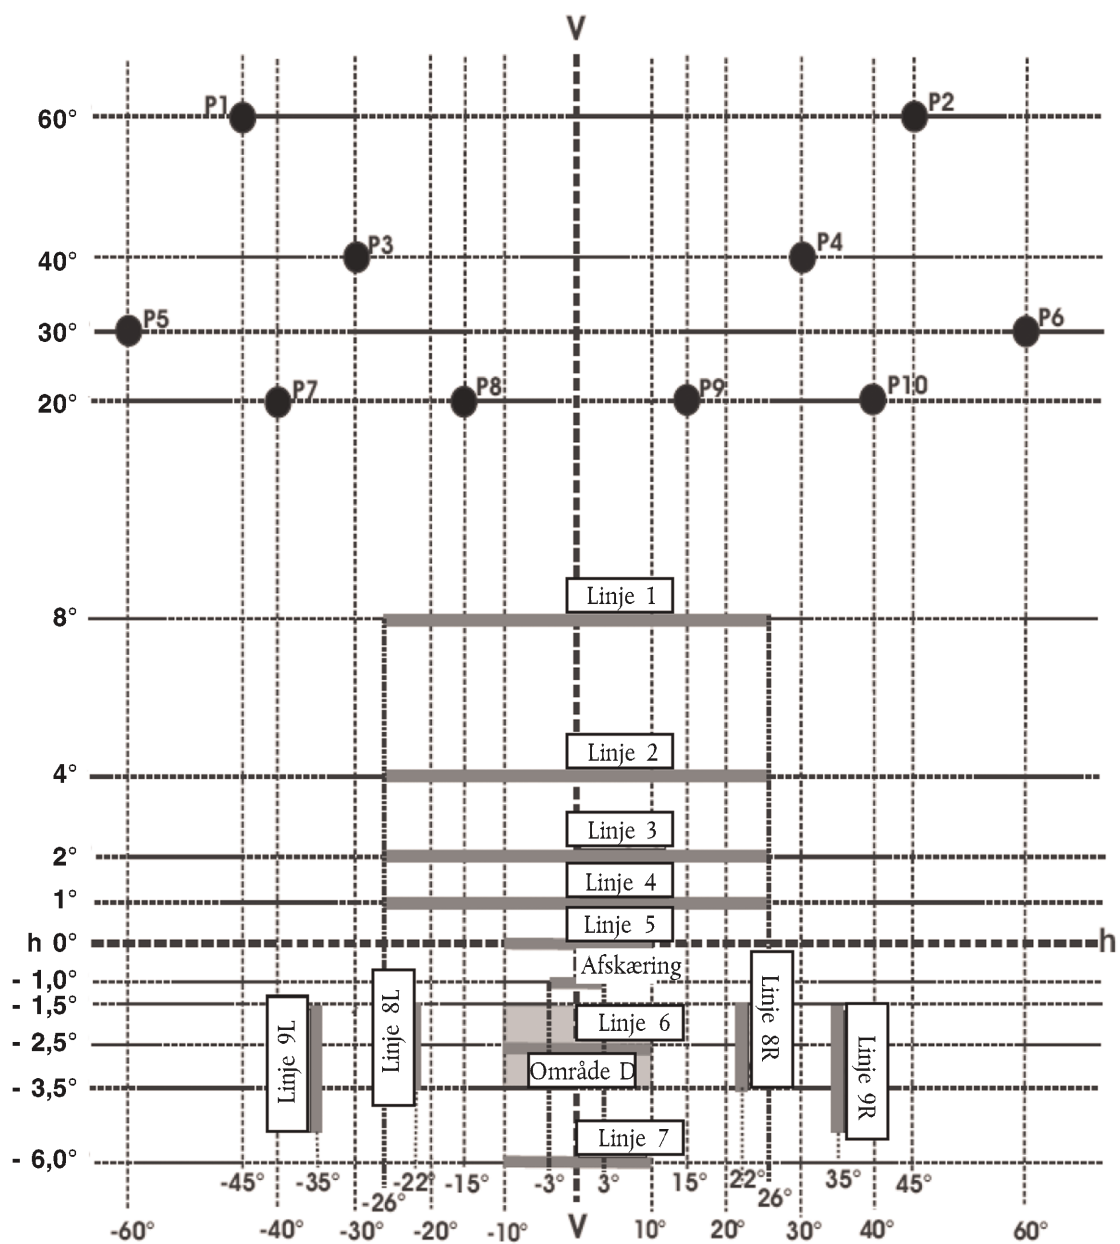 V
P1
P2
60°
P3
P4
40°
P5
P6
30°
P7
P8
P9
P10
20°
Linje 1
8°
Linje 2
4°
Linje 3
2°
Linje 4
1°
Linje 5
h 0°
h
Afskæring
- 1,0°
- 1,5°
Linje 9L
Linje 8L
Linje 6
Linje 8R
Linje 9R
- 2,5°
Område D
- 3,5°
Linje 7
- 6,0°
-45° -35° -26° -22° -15° -3° 3° 15° 22° 26° 35° 45°
-60° -40° -30° -20° -10° V 10° 20° 30° 40° 60°